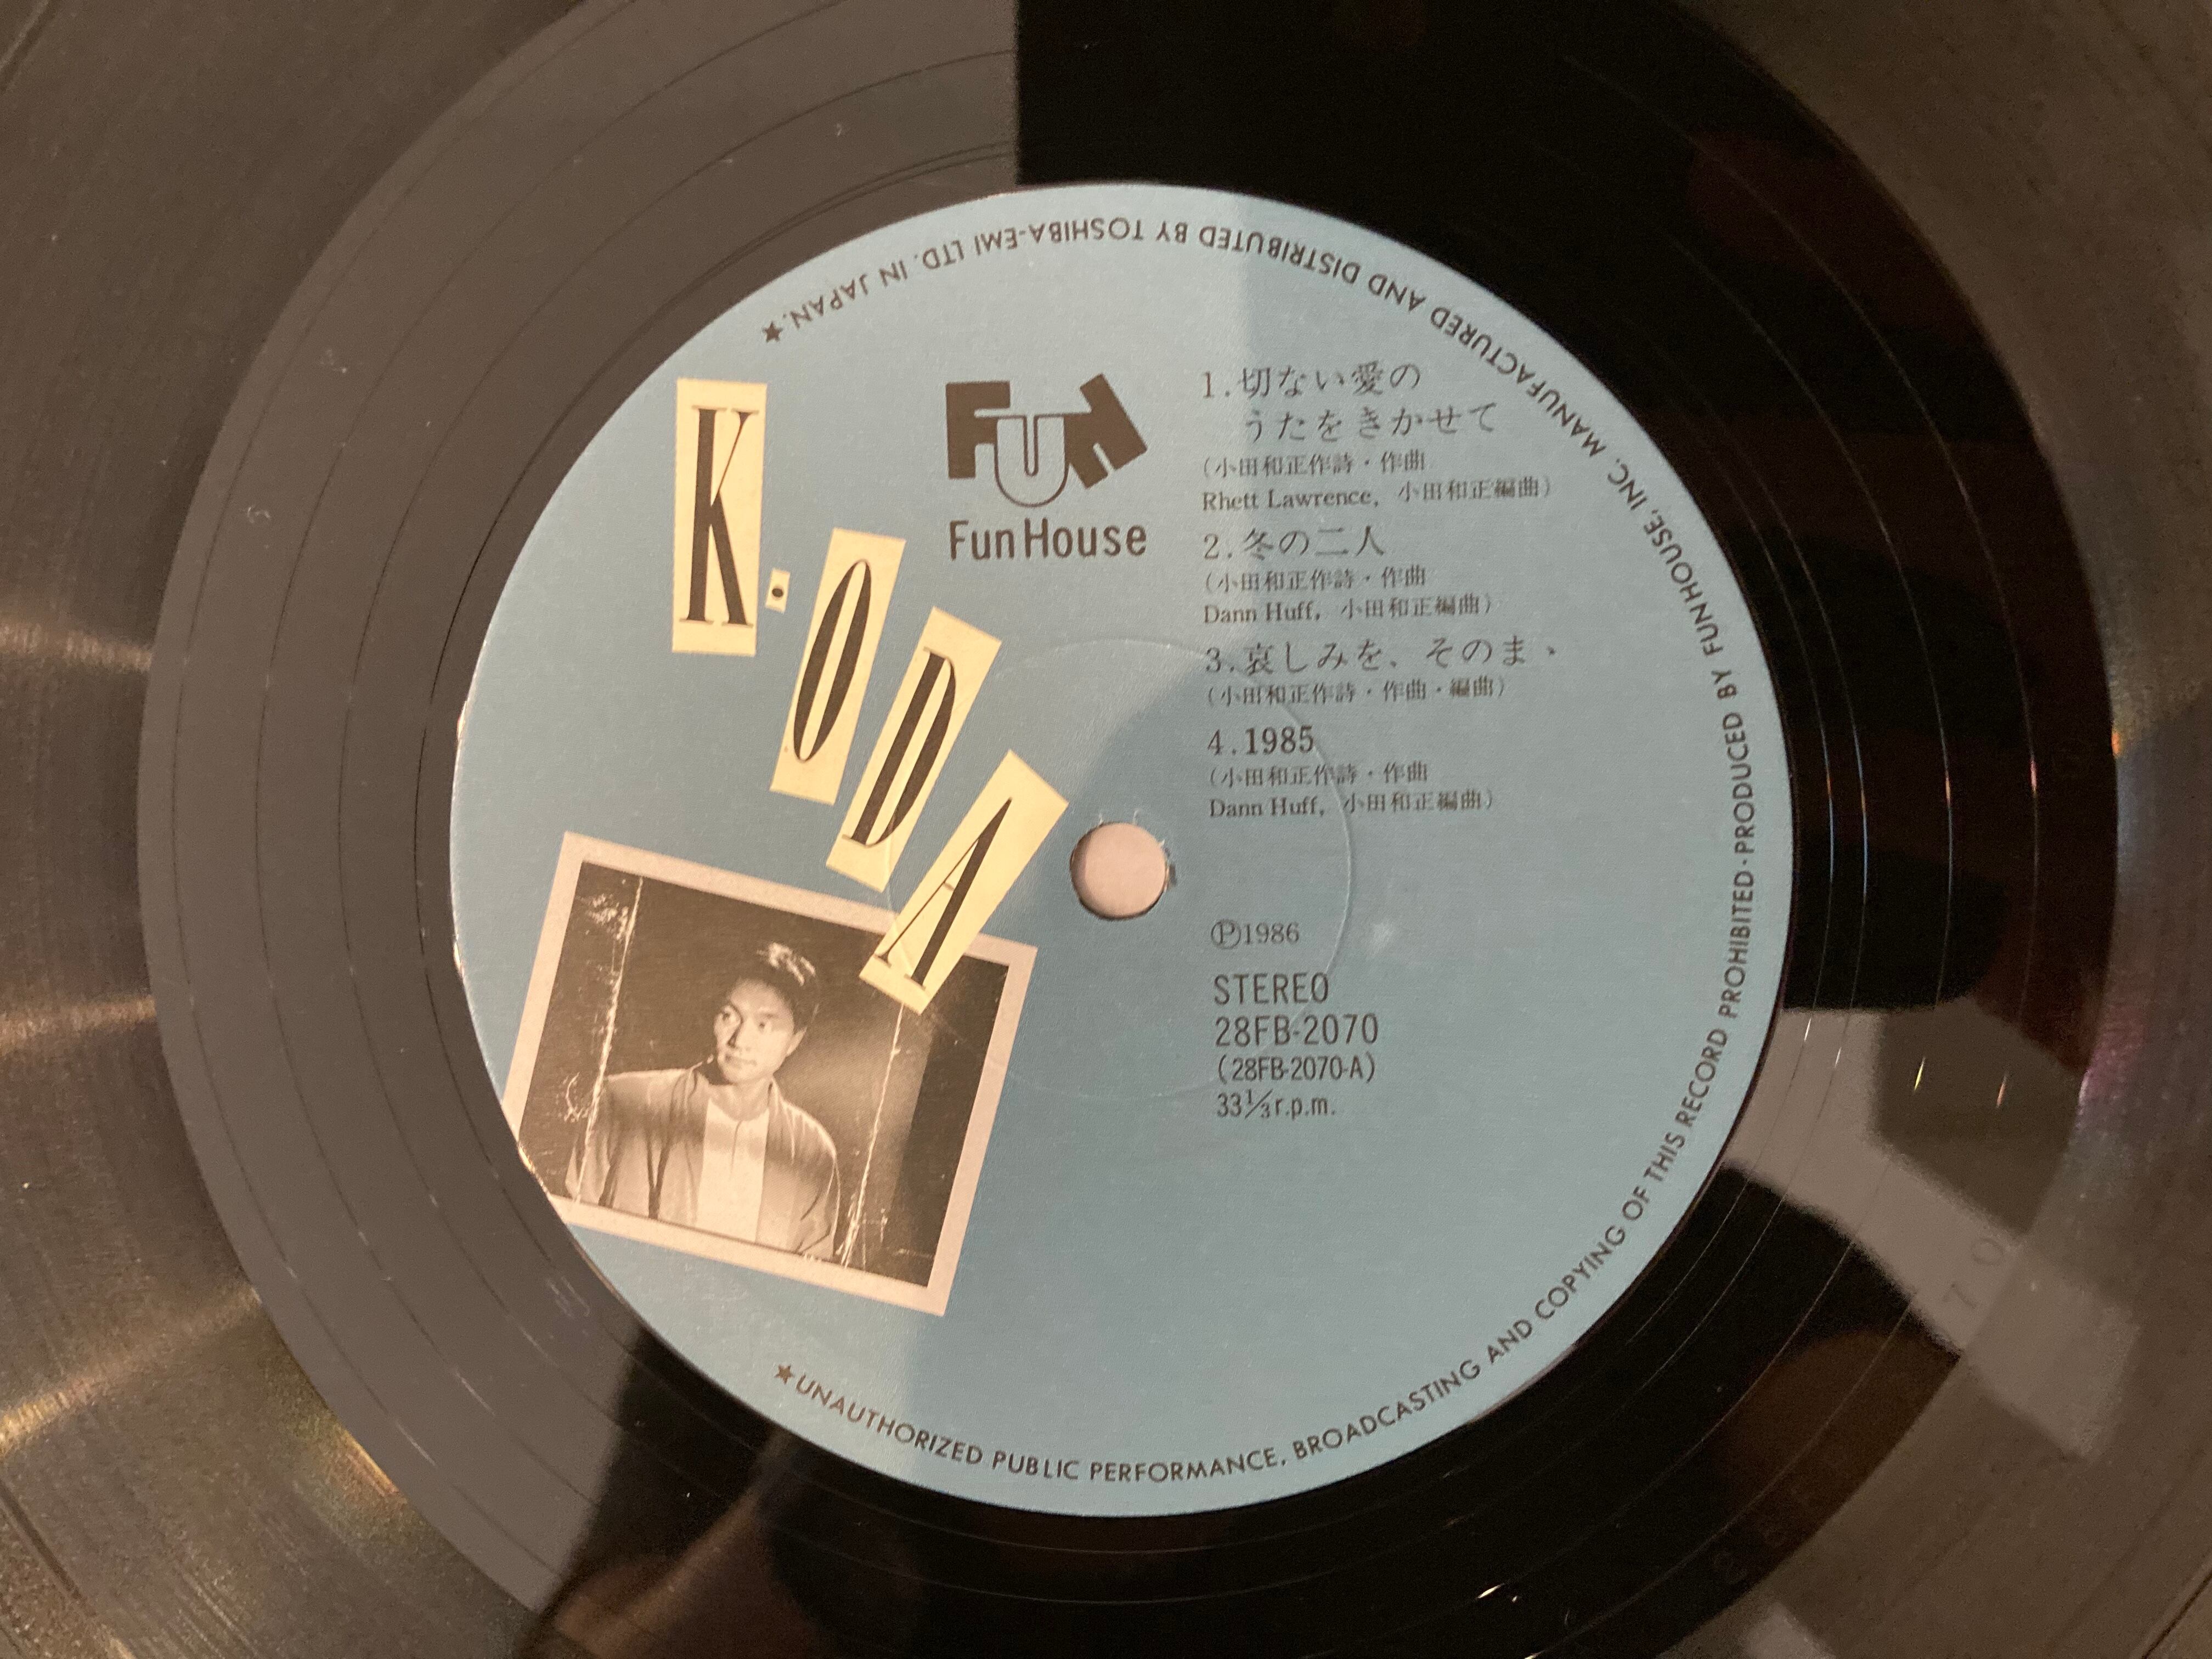 K・ODA
Fun
FunHouse
1.切ない愛の
うたをきかせて
(小田和正作詩・作曲
Rhett Lawrence, 小田和正編曲)
2.冬の二人
(小田和正作詩・作曲
Dann Huff, 小田和正編曲)
3.哀しみを、そのまゝ
(小田和正作詩・作曲・編曲)
4.1985
(小田和正作詩・作曲
Dann Huff, 小田和正編曲)
Ⓟ1986
STEREO
28FB-2070
(28FB-2070-A)
33⅓r.p.m.
★UNAUTHORIZED PUBLIC PERFORMANCE, BROADCASTING AND COPYING OF THIS RECORD PROHIBITED・PRODUCED BY FUNHOUSE, INC. MANUFACTURED AND DISTRIBUTED BY TOSHIBA-EMI LTD. IN JAPAN.★